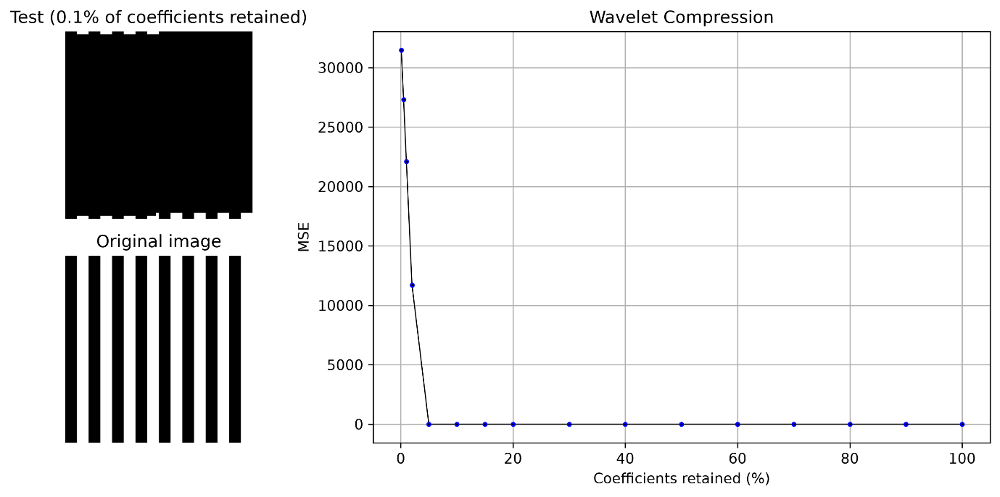 Test (0.1% of coefficients retained)
Original image
Wavelet Compression
MSE
30000
25000
20000
15000
10000
5000
0
0 20 40 60 80 100
Coefficients retained (%)